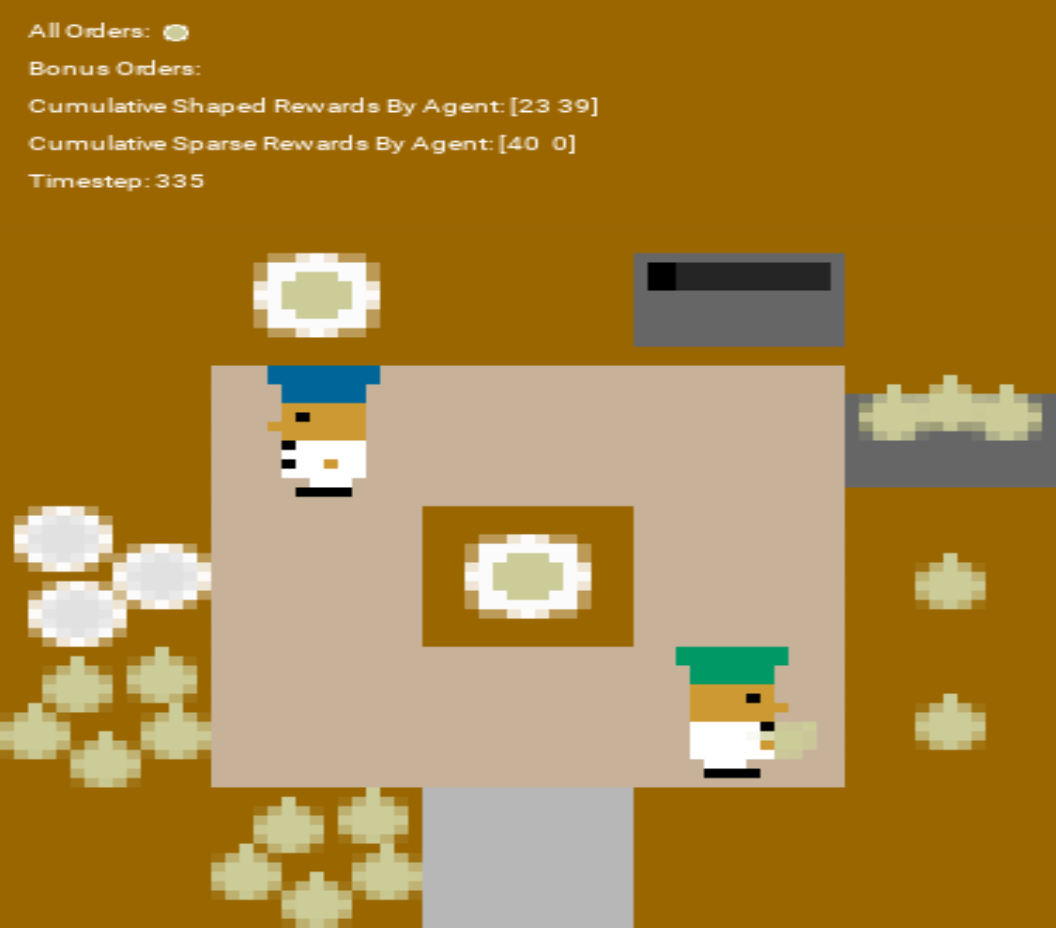 All Orders:
Bonus Orders:
Cumulative Shaped Rewards By Agent: [23 39]
Cumulative Sparse Rewards By Agent: [40  0]
Timestep: 335